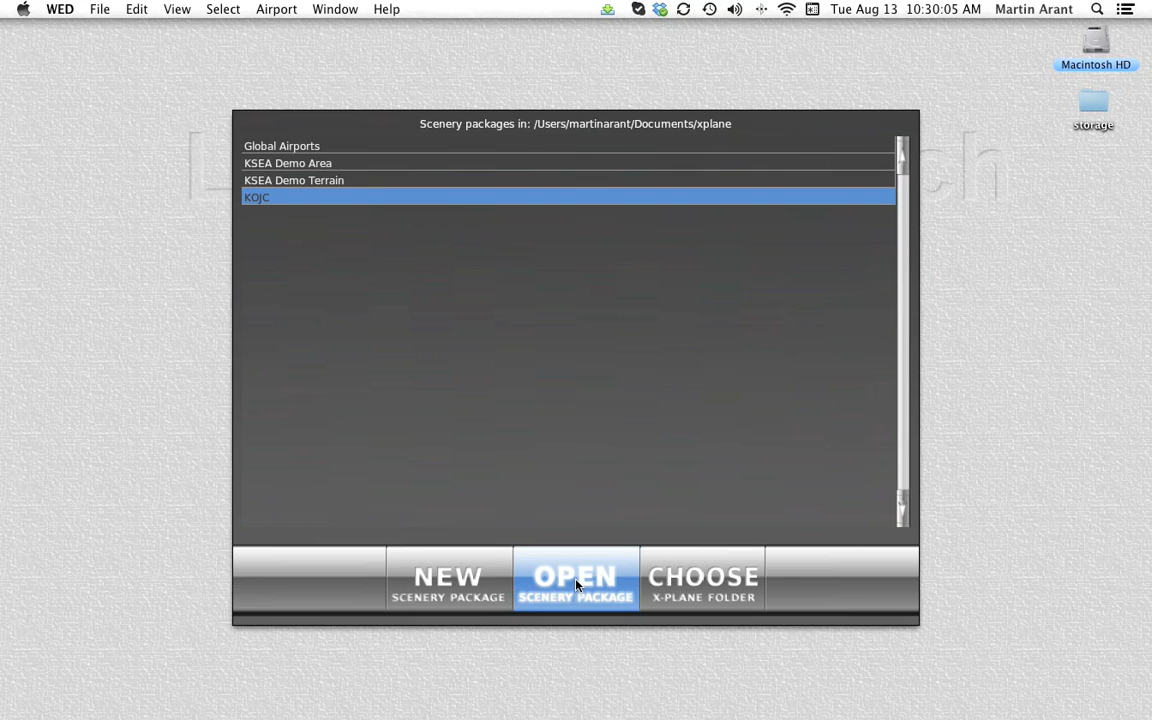 WED File Edit View Select Airport Window Help Tue Aug 13 10:30:05 AM Martin Arant
Macintosh HD
storage
Scenery packages in: /Users/martinarant/Documents/xplane
Global Airports
KSEA Demo Area
KSEA Demo Terrain
KOJC
NEW
SCENERY PACKAGE
OPEN
SCENERY PACKAGE
CHOOSE
X-PLANE FOLDER